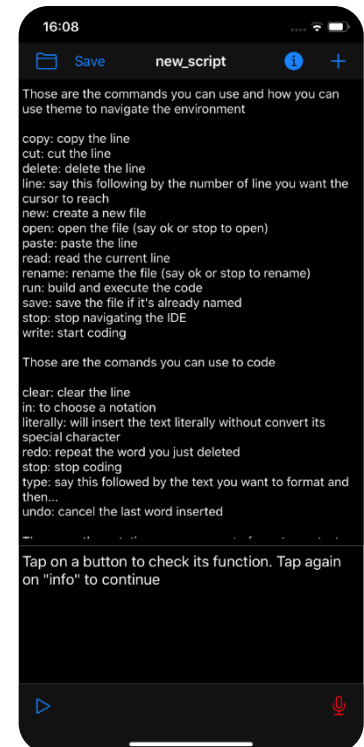 16:08
Save new_script
Those are the commands you can use and how you can
use theme to navigate the environment
copy: copy the line
cut: cut the line
delete: delete the line
line: say this following by the number of line you want the
cursor to reach
new: create a new file
open: open the file (say ok or stop to open)
paste: paste the line
read: read the current line
rename: rename the file (say ok or stop to rename)
run: build and execute the code
save: save the file if it's already named
stop: stop navigating the IDE
write: start coding
Those are the comands you can use to code
clear: clear the line
in: to choose a notation
literally: will insert the text literally without convert its
special character
redo: repeat the word you just deleted
stop: stop coding
type: say this followed by the text you want to format and
then...
undo: cancel the last word inserted
Tap on a button to check its function. Tap again
on "info" to continue